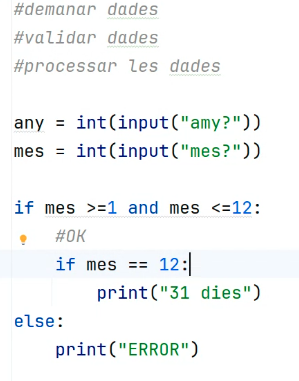 #demanar dades
#validar dades
#processar les dades
any = int(input("amy?"))
mes = int(input("mes?"))
if mes >=1 and mes <=12:
#OK
if mes == 12:
print("31 dies")
else:
print("ERROR")